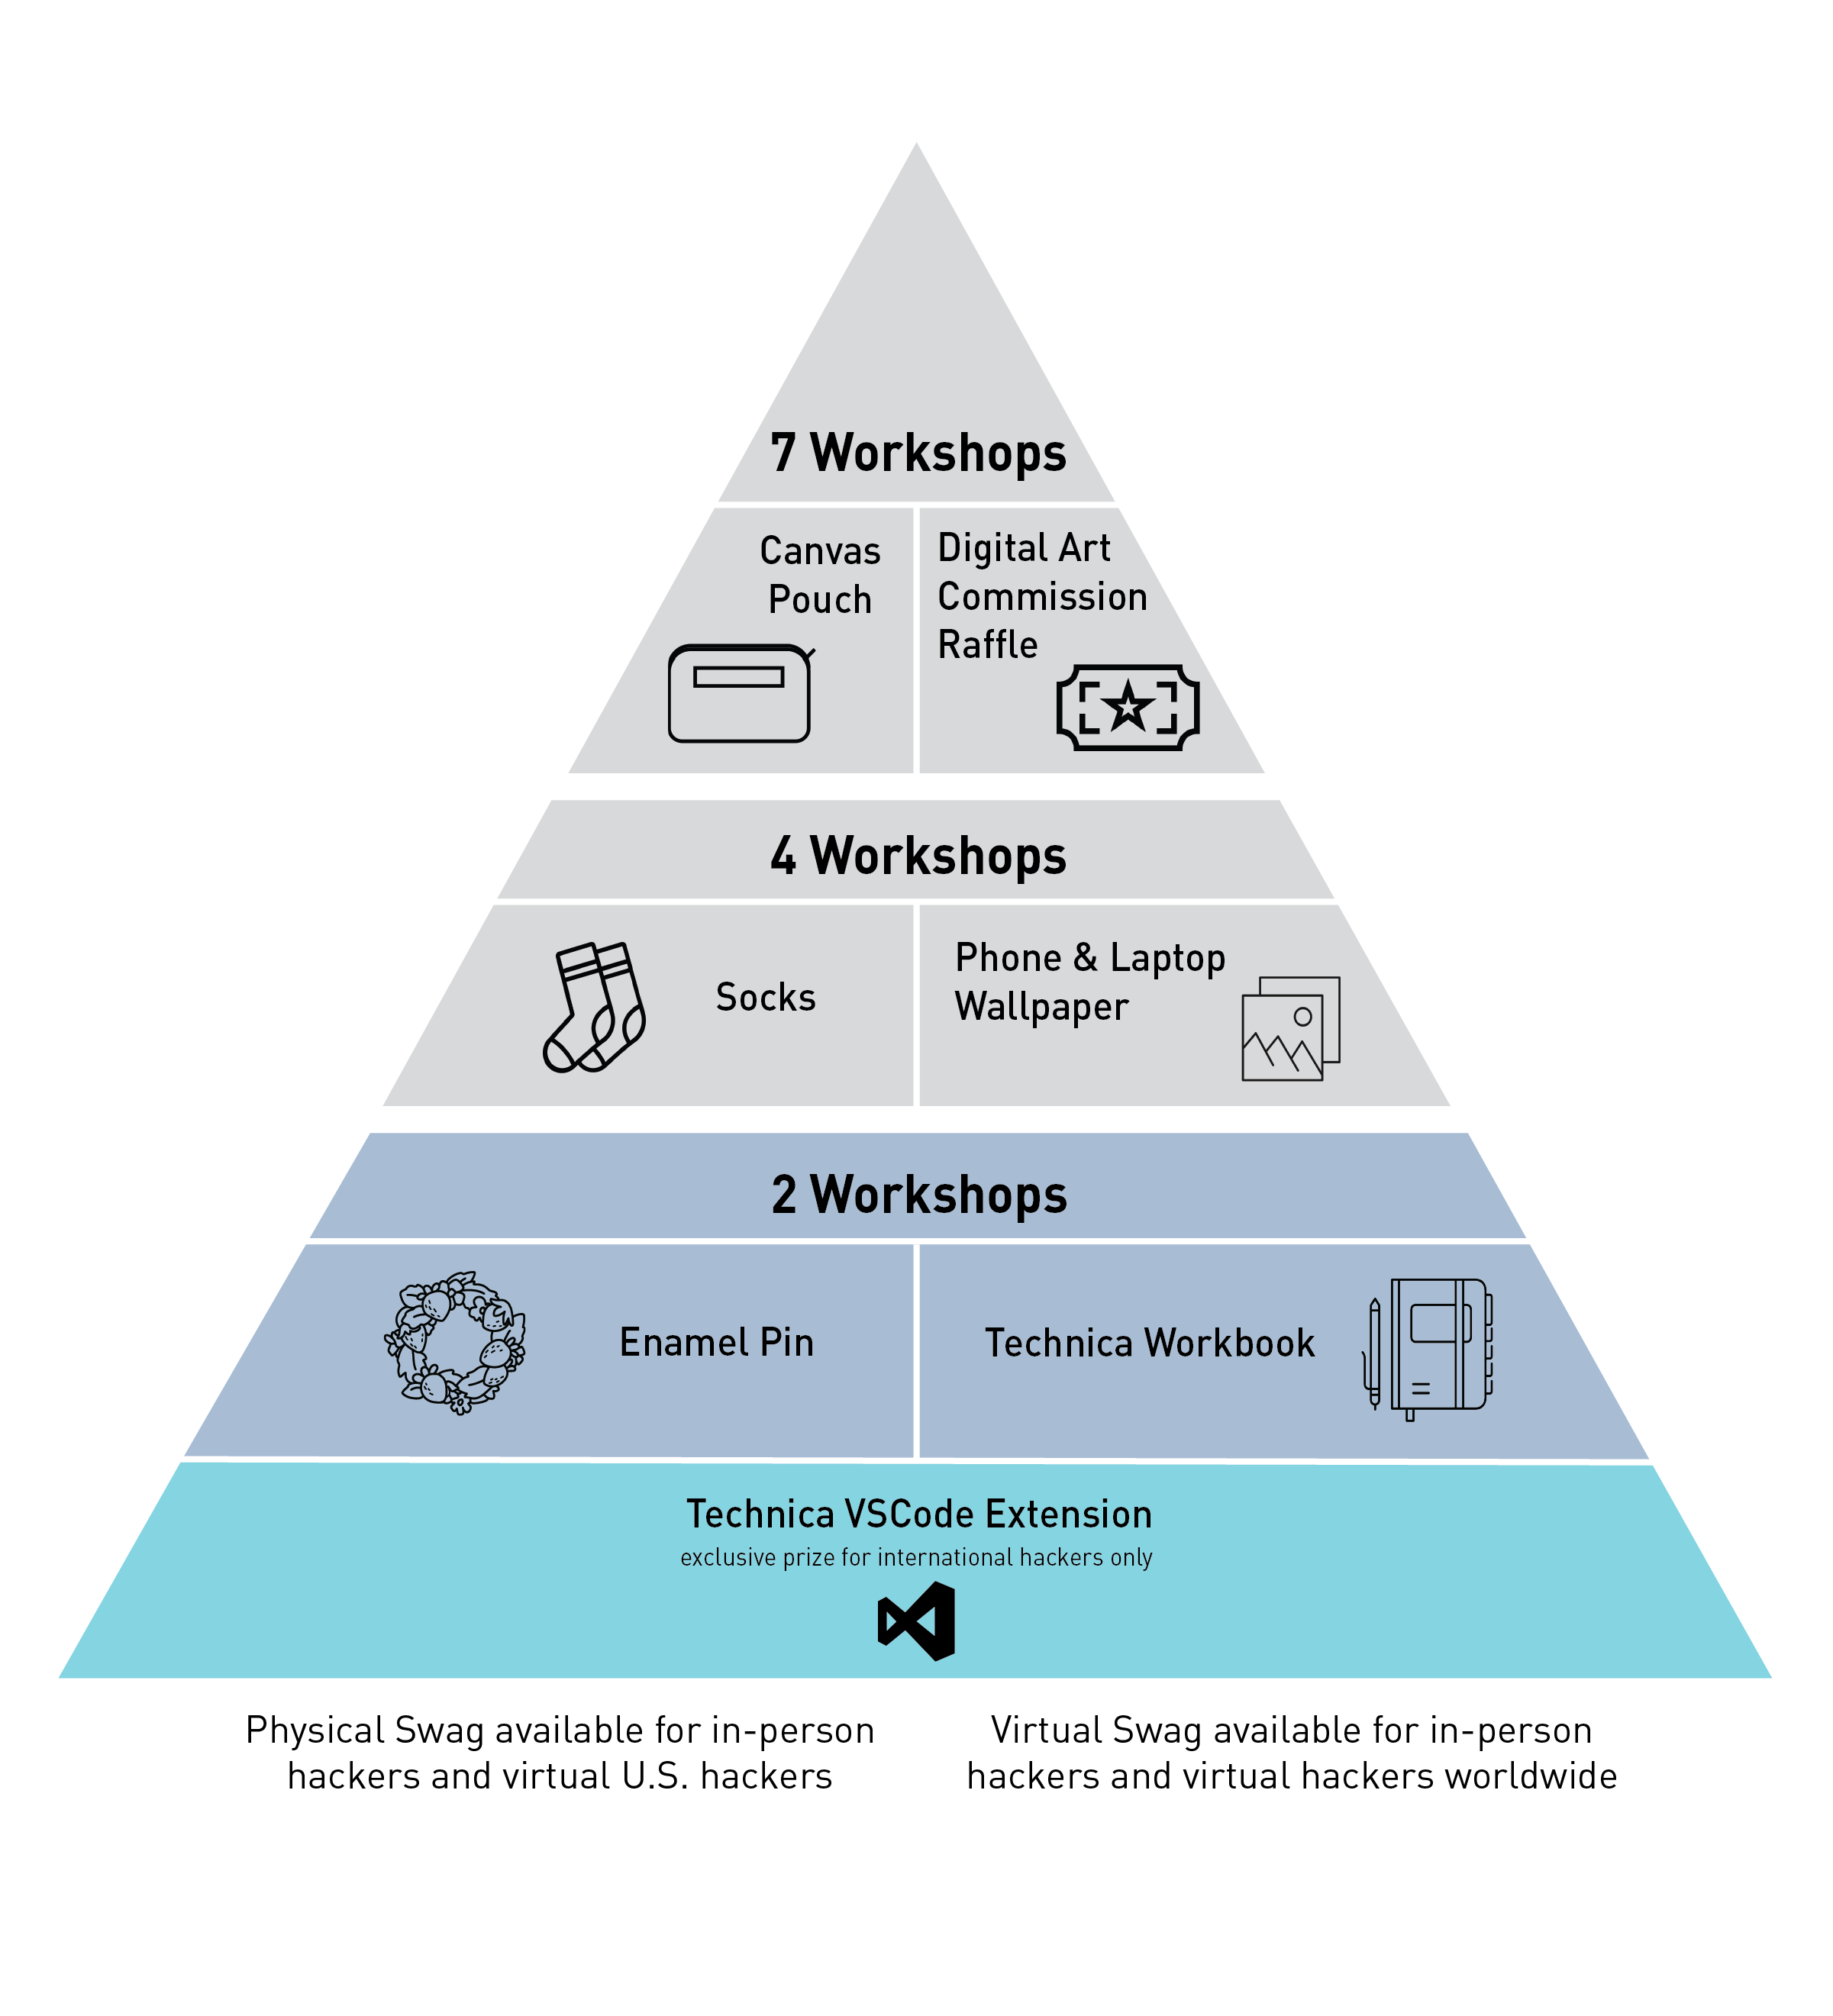 7 Workshops
Canvas
Pouch
Digital Art
Commission
Raffle
4 Workshops
Socks
Phone & Laptop
Wallpaper
2 Workshops
Enamel Pin
Technica Workbook
Technica VSCode Extension
exclusive prize for international hackers only
Physical Swag available for in-person
hackers and virtual U.S. hackers
Virtual Swag available for in-person
hackers and virtual hackers worldwide